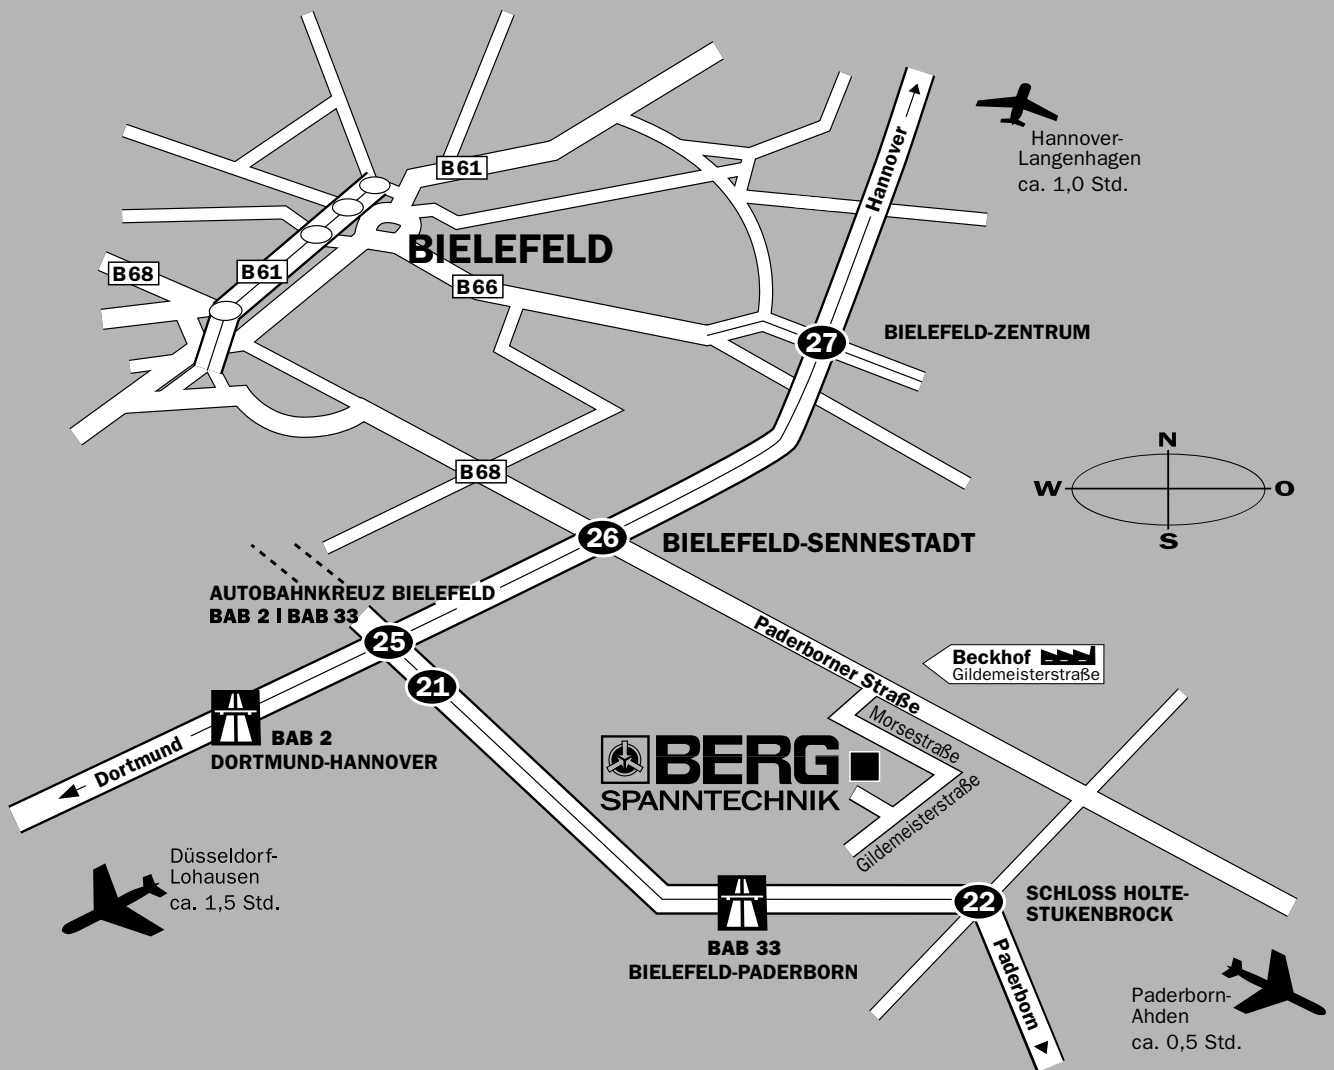 Hannover-
Langenhagen
ca. 1,0 Std.
Hannover
B61
BIELEFELD
B68
B61
B66
27
BIELEFELD-ZENTRUM
N
W
O
S
B68
26
BIELEFELD-SENNESTADT
AUTOBAHNKREUZ BIELEFELD
BAB 2 I BAB 33
25
21
Paderborner Straße
Beckhof
Gildemeisterstraße
Morsestraße
Gildemeisterstraße
BAB 2
DORTMUND-HANNOVER
Dortmund
BERG
SPANNTECHNIK
Düsseldorf-
Lohausen
ca. 1,5 Std.
22
SCHLOSS HOLTE-
STUKENBROCK
BAB 33
BIELEFELD-PADERBORN
Paderborn
Paderborn-
Ahden
ca. 0,5 Std.